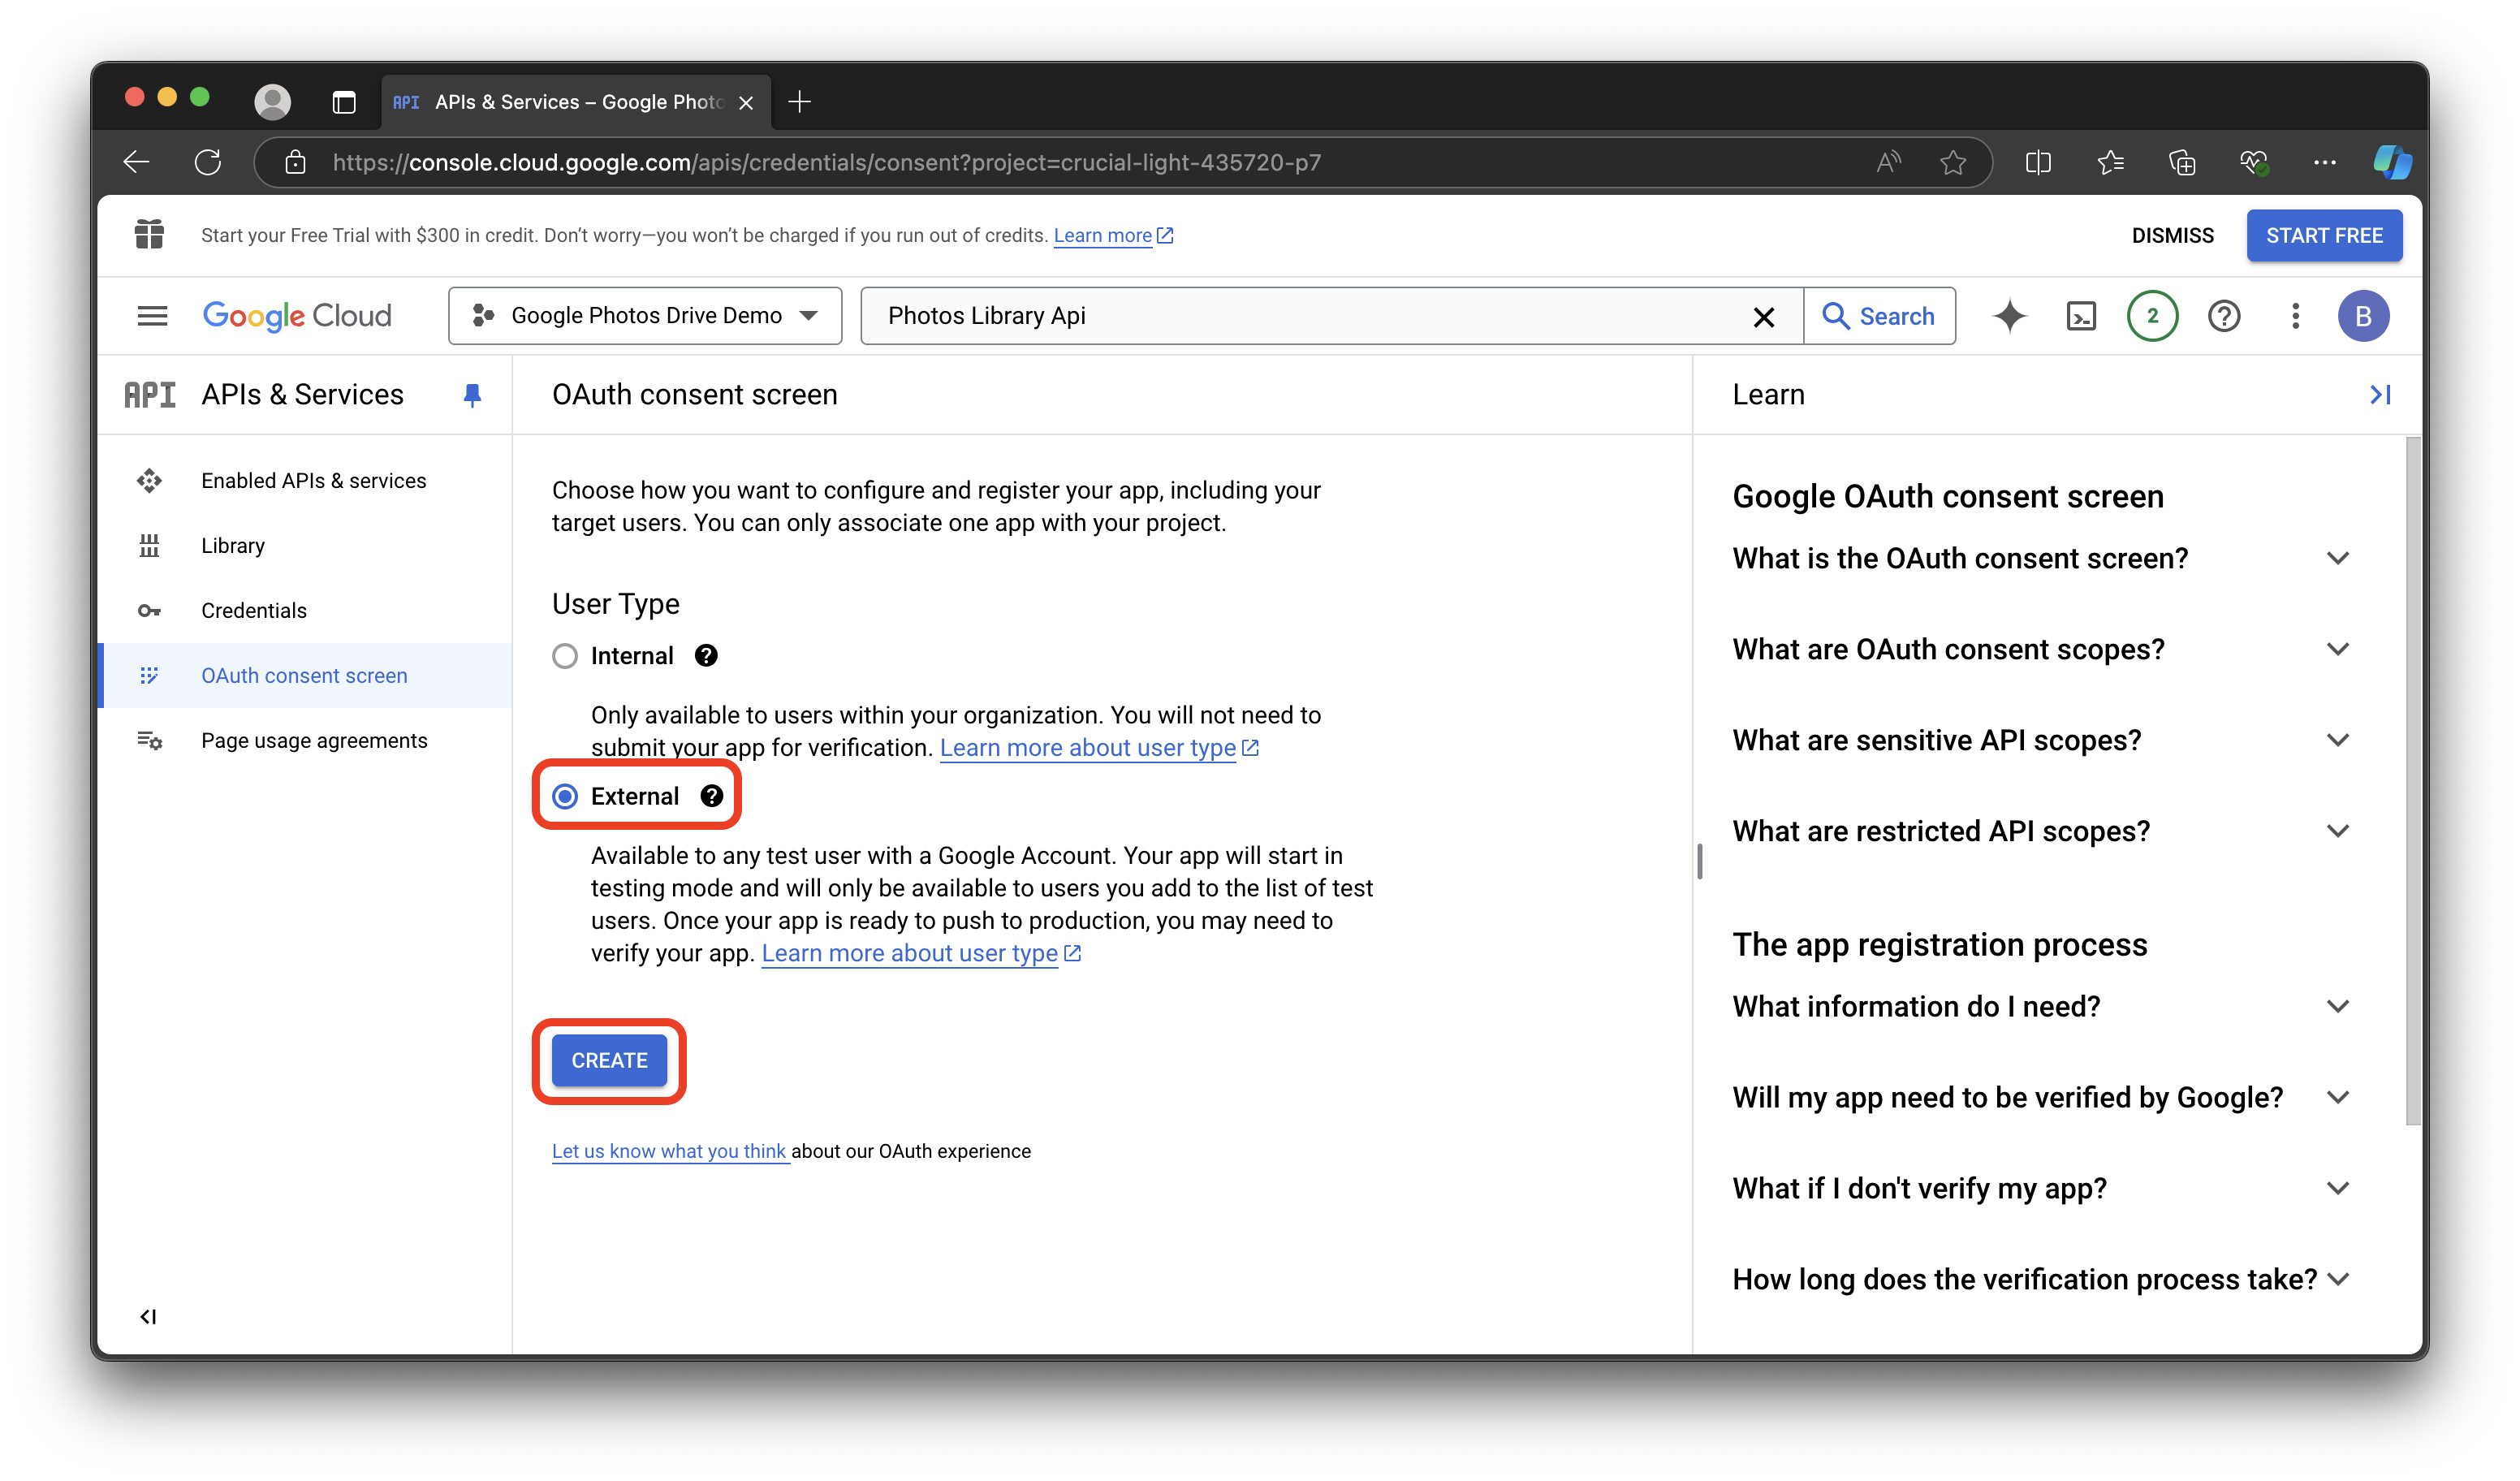 API APIs & Services – Google Photo
https://console.cloud.google.com/apis/credentials/consent?project=crucial-light-435720-p7
Start your Free Trial with $300 in credit. Don’t worry—you won’t be charged if you run out of credits. Learn more
DISMISS
START FREE
Google Cloud
Google Photos Drive Demo
Photos Library Api
Search
2
B
API APIs & Services
Enabled APIs & services
Library
Credentials
OAuth consent screen
Page usage agreements
OAuth consent screen
Choose how you want to configure and register your app, including your
target users. You can only associate one app with your project.
User Type
Internal
Only available to users within your organization. You will not need to
submit your app for verification. Learn more about user type
External
Available to any test user with a Google Account. Your app will start in
testing mode and will only be available to users you add to the list of test
users. Once your app is ready to push to production, you may need to
verify your app. Learn more about user type
CREATE
Let us know what you think about our OAuth experience
Learn
Google OAuth consent screen
What is the OAuth consent screen?
What are OAuth consent scopes?
What are sensitive API scopes?
What are restricted API scopes?
The app registration process
What information do I need?
Will my app need to be verified by Google?
What if I don't verify my app?
How long does the verification process take?